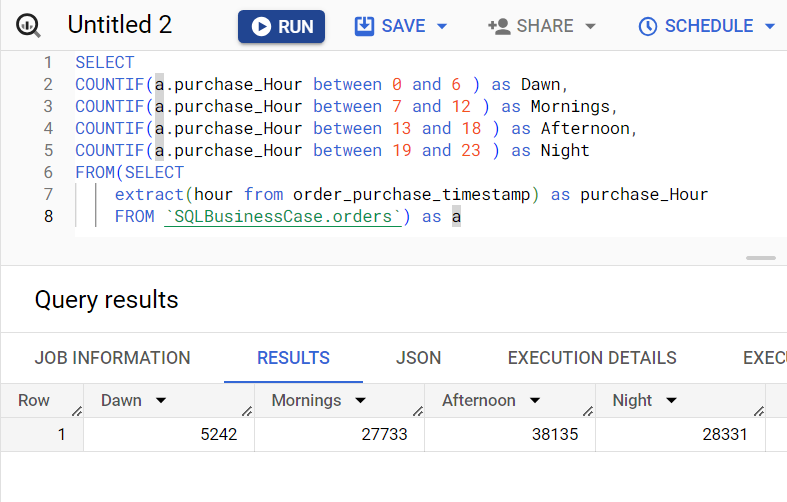 Untitled 2 RUN SAVE SHARE SCHEDULE
1 SELECT
2 COUNTIF(a.purchase_Hour between 0 and 6 ) as Dawn,
3 COUNTIF(a.purchase_Hour between 7 and 12 ) as Mornings,
4 COUNTIF(a.purchase_Hour between 13 and 18 ) as Afternoon,
5 COUNTIF(a.purchase_Hour between 19 and 23 ) as Night
6 FROM(SELECT
7 extract(hour from order_purchase_timestamp) as purchase_Hour
8 FROM `SQLBusinessCase.orders`) as a
Query results
JOB INFORMATION RESULTS JSON EXECUTION DETAILS EXEC
Row Dawn Mornings Afternoon Night
1 5242 27733 38135 28331